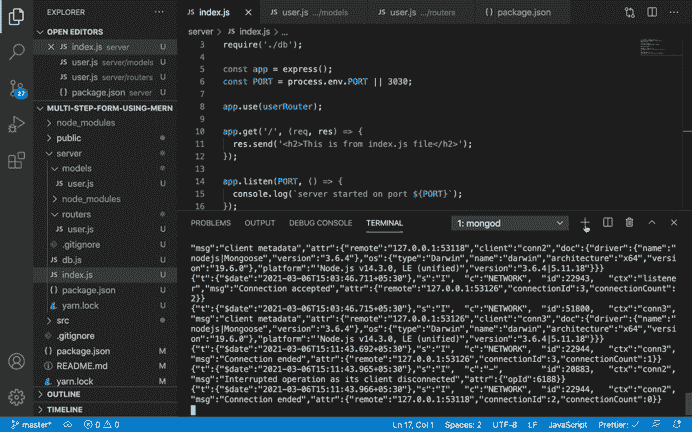 EXPLORER
OPEN EDITORS
index.js server U
user.js server/models U
user.js server/routers U
package.json server U
MULTI-STEP-FORM-USING-MERN
node_modules
public
server
models
user.js U
node_modules
routers
user.js U
.gitignore U
db.js U
index.js U
package.json U
yarn.lock U
src
.gitignore
package.json M
README.md M
yarn.lock M
OUTLINE
TIMELINE
27
index.js
user.js .../models
user.js .../routers
package.json
server > index.js > ...
3 require('./db');
4
5 const app = express();
6 const PORT = process.env.PORT || 3030;
7
8 app.use(userRouter);
9
10 app.get('/', (req, res) => {
11 res.send('<h2>This is from index.js file</h2>');
12 });
13
14 app.listen(PORT, () => {
15 console.log(`server started on port ${PORT}`);
16 });
PROBLEMS OUTPUT DEBUG CONSOLE TERMINAL 1: mongod
"msg":"client metadata","attr":{"remote":"127.0.0.1:53118","client":"conn2","doc":{"driver":{"name":"
nodejs|Mongoose","version":"3.6.4"},"os":{"type":"Darwin","name":"darwin","architecture":"x64","vers
ion":"19.6.0"},"platform":"'Node.js v14.3.0, LE (unified)","version":"3.6.4|5.11.18"}}}
{"t":{"$date":"2021-03-06T15:03:46.711+05:30"},"s":"I", "c":"NETWORK", "id":22943, "ctx":"listene
r","msg":"Connection accepted","attr":{"remote":"127.0.0.1:53126","connectionId":3,"connectionCount":
2}}
{"t":{"$date":"2021-03-06T15:03:46.715+05:30"},"s":"I", "c":"NETWORK", "id":51800, "ctx":"conn3",
"msg":"client metadata","attr":{"remote":"127.0.0.1:53126","client":"conn3","doc":{"driver":{"name":"
nodejs|Mongoose","version":"3.6.4"},"os":{"type":"Darwin","name":"darwin","architecture":"x64","vers
ion":"19.6.0"},"platform":"'Node.js v14.3.0, LE (unified)","version":"3.6.4|5.11.18"}}}
{"t":{"$date":"2021-03-06T15:11:43.692+05:30"},"s":"I", "c":"NETWORK", "id":22944, "ctx":"conn3",
"msg":"Connection ended","attr":{"remote":"127.0.0.1:53126","connectionId":3,"connectionCount":1}}
{"t":{"$date":"2021-03-06T15:11:43.965+05:30"},"s":"I", "c":"-", "id":20883, "ctx":"conn2",
"msg":"Interrupted operation as its client disconnected","attr":{"opId":6188}}
{"t":{"$date":"2021-03-06T15:11:43.966+05:30"},"s":"I", "c":"NETWORK", "id":22944, "ctx":"conn2",
"msg":"Connection ended","attr":{"remote":"127.0.0.1:53118","connectionId":2,"connectionCount":0}}
master* 0 0 Ln 17, Col 1 Spaces: 2 UTF-8 LF JavaScript Prettier: ✓